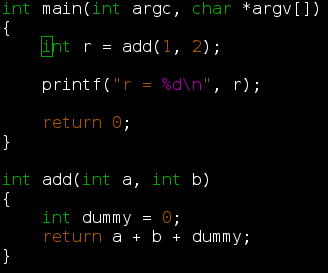 int main(int argc, char *argv[])
{
    int r = add(1, 2);

    printf("r = %d\n", r);

    return 0;
}

int add(int a, int b)
{
    int dummy = 0;
    return a + b + dummy;
}